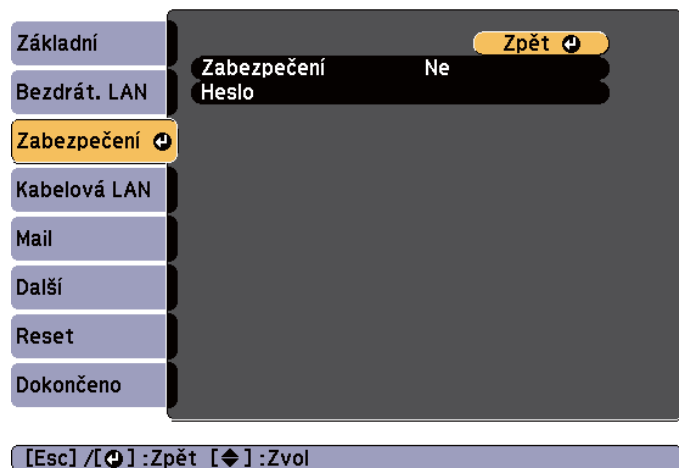 Základní
Bezdrát. LAN
Zabezpečení
Kabelová LAN
Mail
Další
Reset
Dokončeno
Zpět
Zabezpečení Ne
Heslo
[Esc] /[ ] :Zpět [ ] :Zvol